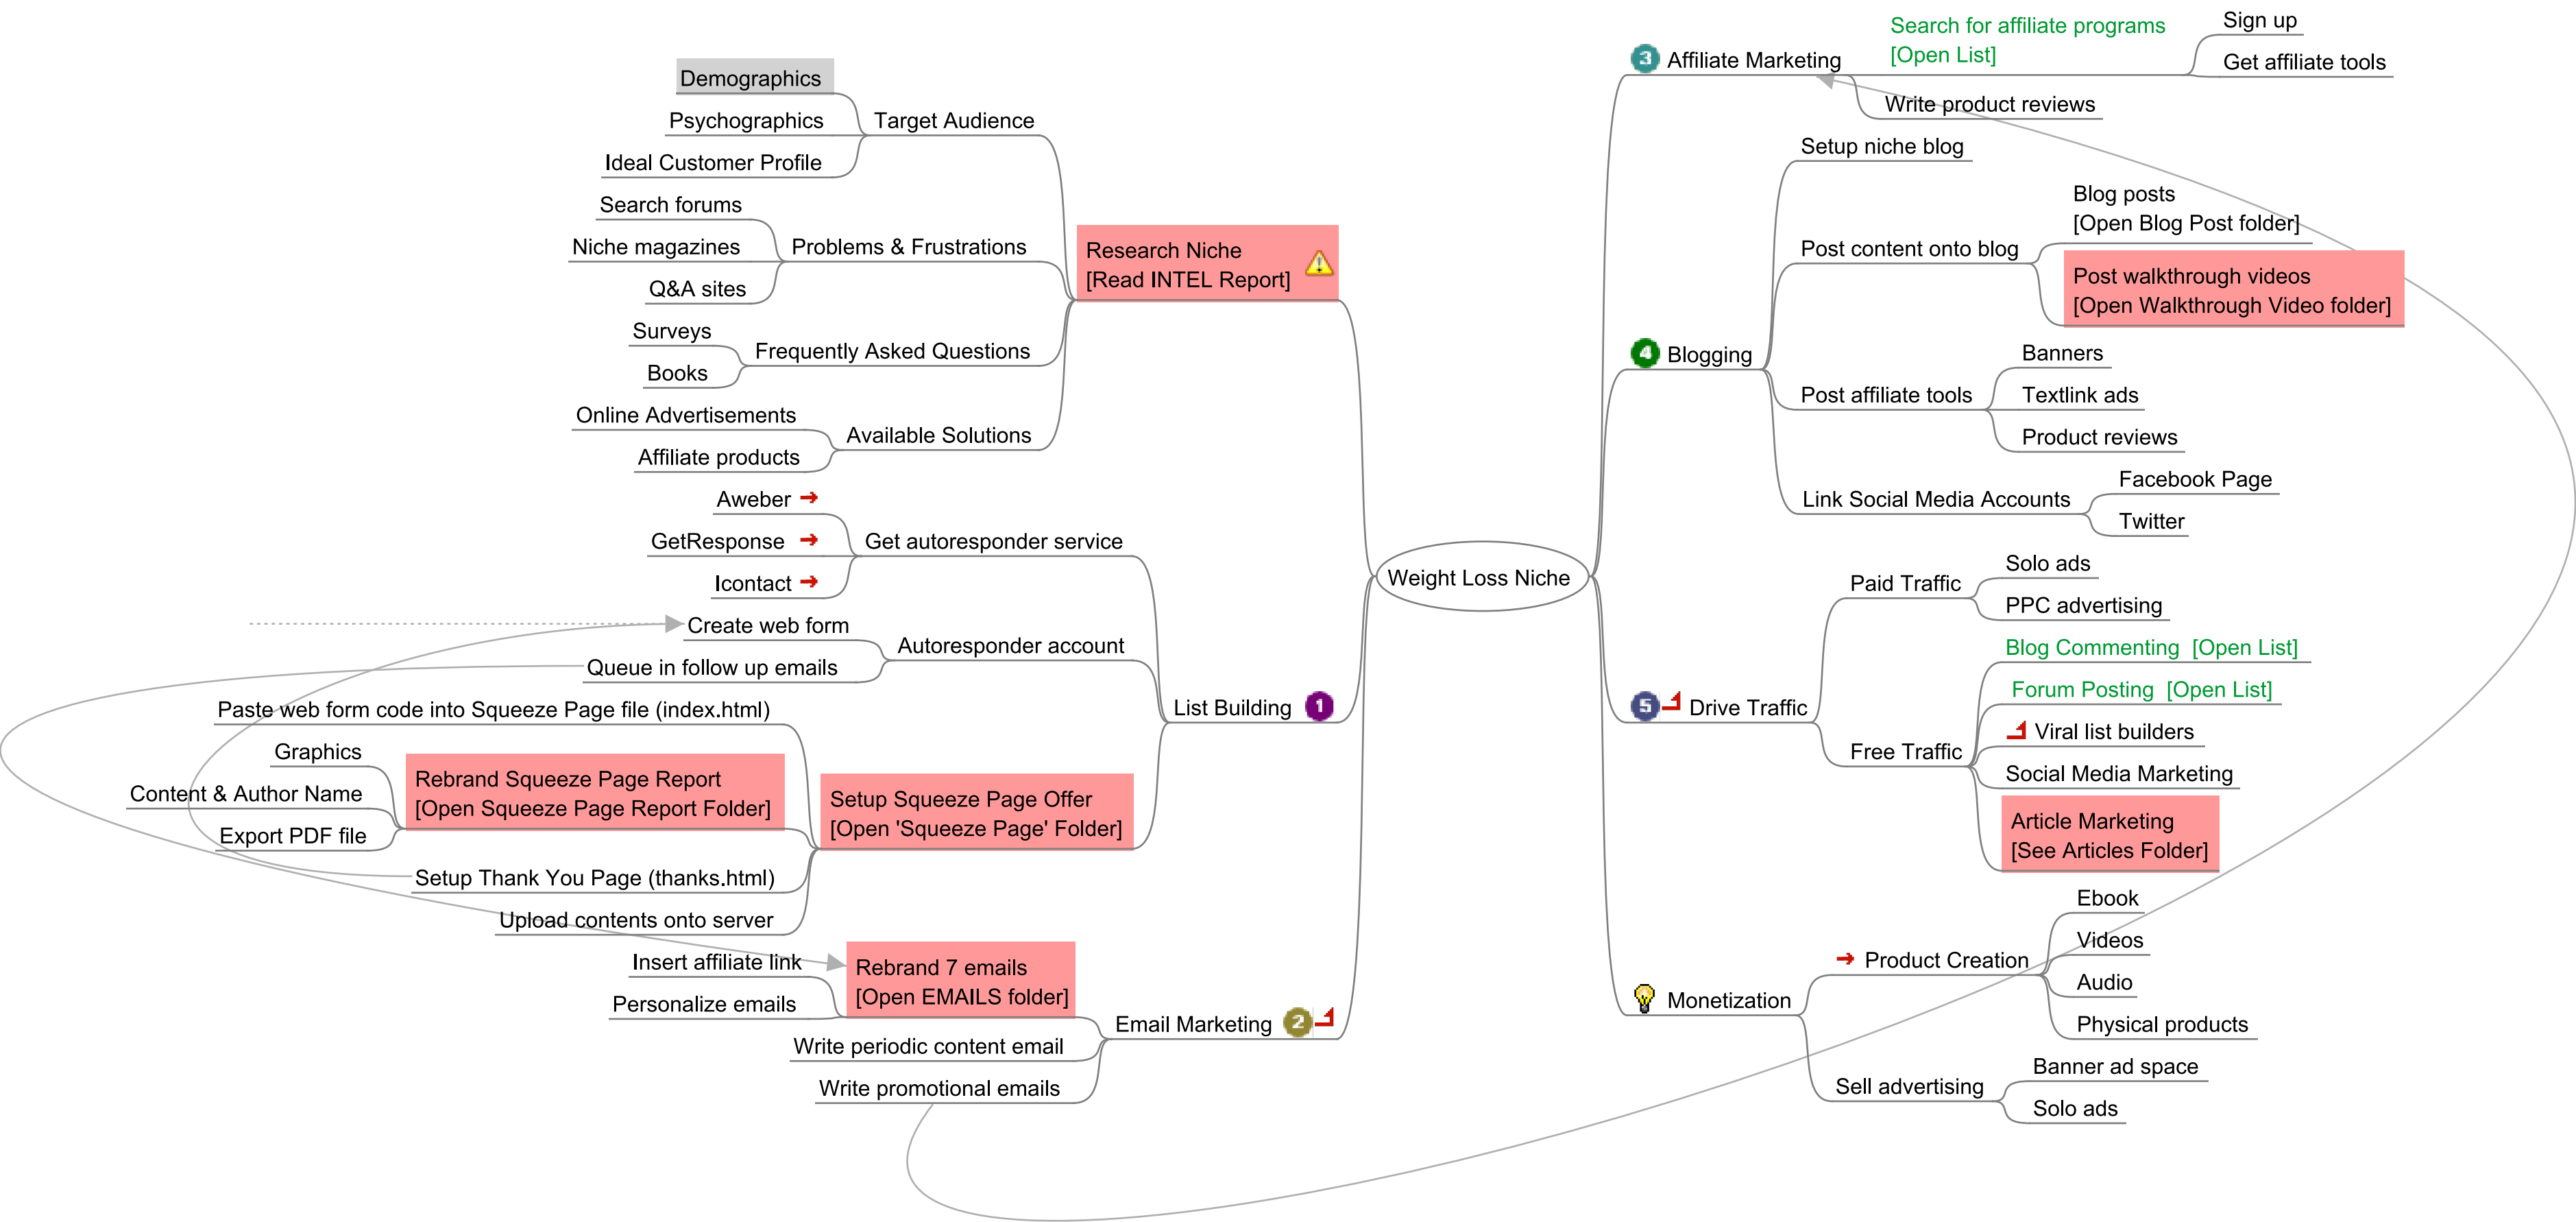 Weight Loss Niche
Research Niche
[Read INTEL Report]
Target Audience
Demographics
Psychographics
Ideal Customer Profile
Problems & Frustrations
Search forums
Niche magazines
Q&A sites
Frequently Asked Questions
Surveys
Books
Available Solutions
Online Advertisements
Affiliate products
List Building
1
Get autoresponder service
Aweber
GetResponse
Icontact
Autoresponder account
Create web form
Queue in follow up emails
Setup Squeeze Page Offer
[Open 'Squeeze Page' Folder]
Paste web form code into Squeeze Page file (index.html)
Rebrand Squeeze Page Report
[Open Squeeze Page Report Folder]
Graphics
Content & Author Name
Export PDF file
Setup Thank You Page (thanks.html)
Upload contents onto server
Email Marketing
2
Rebrand 7 emails
[Open EMAILS folder]
Insert affiliate link
Personalize emails
Write periodic content email
Write promotional emails
3
Affiliate Marketing
Search for affiliate programs
[Open List]
Sign up
Get affiliate tools
Write product reviews
4
Blogging
Setup niche blog
Post content onto blog
Blog posts
[Open Blog Post folder]
Post walkthrough videos
[Open Walkthrough Video folder]
Post affiliate tools
Banners
Textlink ads
Product reviews
Link Social Media Accounts
Facebook Page
Twitter
5
Drive Traffic
Paid Traffic
Solo ads
PPC advertising
Free Traffic
Blog Commenting [Open List]
Forum Posting [Open List]
Viral list builders
Social Media Marketing
Article Marketing
[See Articles Folder]
Monetization
Product Creation
Ebook
Videos
Audio
Physical products
Sell advertising
Banner ad space
Solo ads